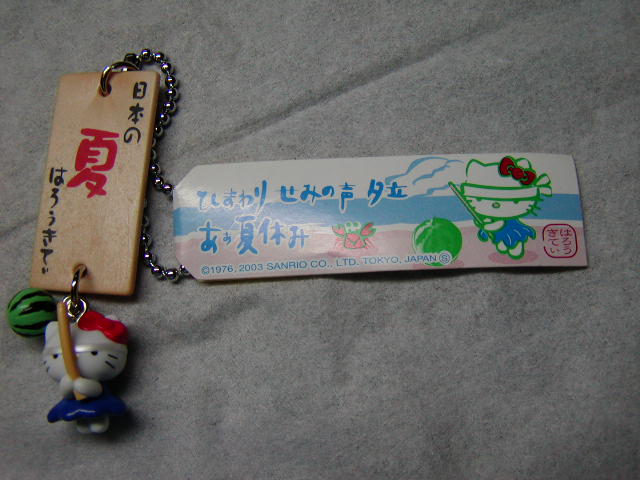 日本の
夏
はろうきてぃ
ひまわり せみの声 夕立
あぁ夏休み
©1976, 2003 SANRIO CO., LTD. TOKYO, JAPAN Ⓢ
はろう
きてぃ